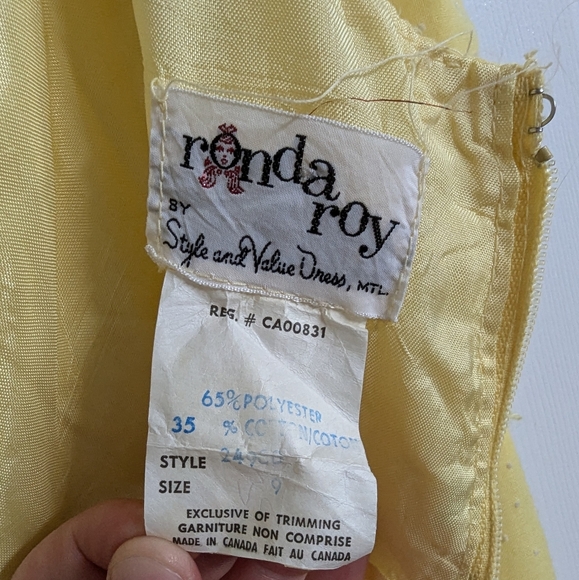 ronda
roy
BY
Style and Value Dress, MTL.
REG. # CA00831
65% POLYESTER
35 % COTTON/COTON
STYLE
SIZE 9
EXCLUSIVE OF TRIMMING
GARNITURE NON COMPRISE
MADE IN CANADA FAIT AU CANADA